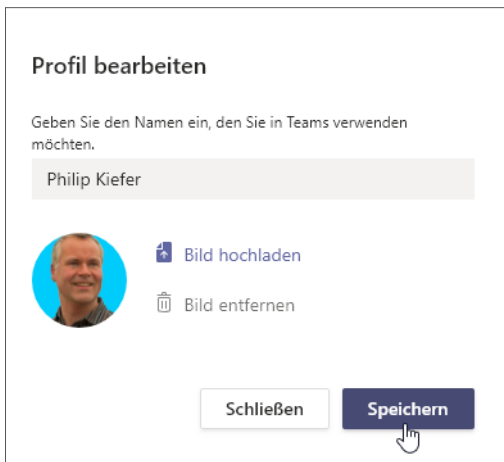 Profil bearbeiten
Geben Sie den Namen ein, den Sie in Teams verwenden
möchten.
Philip Kiefer
Bild hochladen
Bild entfernen
Schließen
Speichern